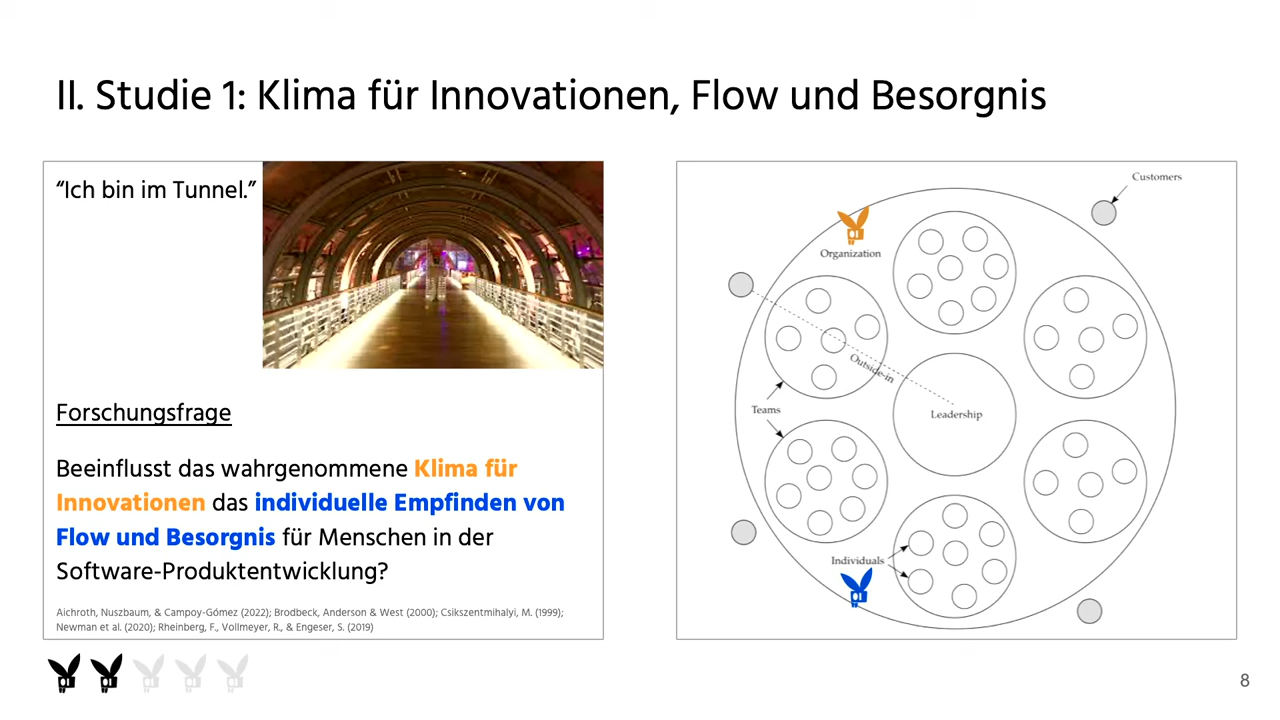 II. Studie 1: Klima für Innovationen, Flow und Besorgnis
“Ich bin im Tunnel.”
Forschungsfrage
Beeinflusst das wahrgenommene Klima für
Innovationen das individuelle Empfinden von
Flow und Besorgnis für Menschen in der
Software-Produktentwicklung?
Aichroth, Nuszbaum, & Campoy-Gómez (2022); Brodbeck, Anderson & West (2000); Csikszentmihalyi, M. (1999);
Newman et al. (2020); Rheinberg, F., Vollmeyer, R., & Engeser, S. (2019)
Customers
Organization
Outside-in
Teams
Leadership
Individuals
8